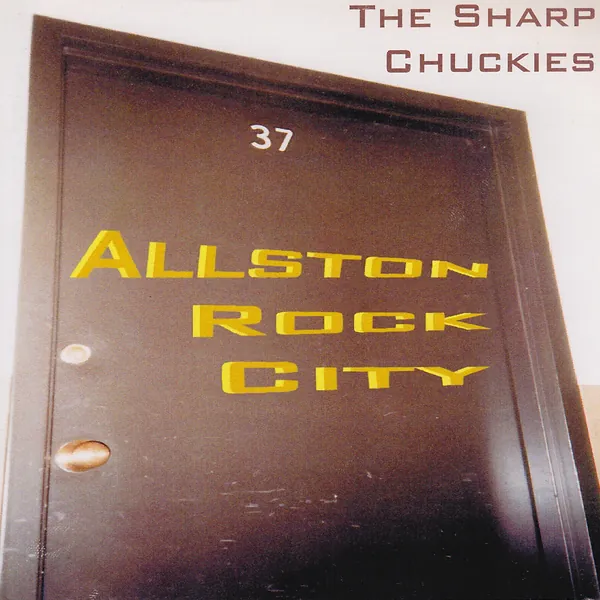 The Sharp
Chuckies
37
Allston
Rock
City